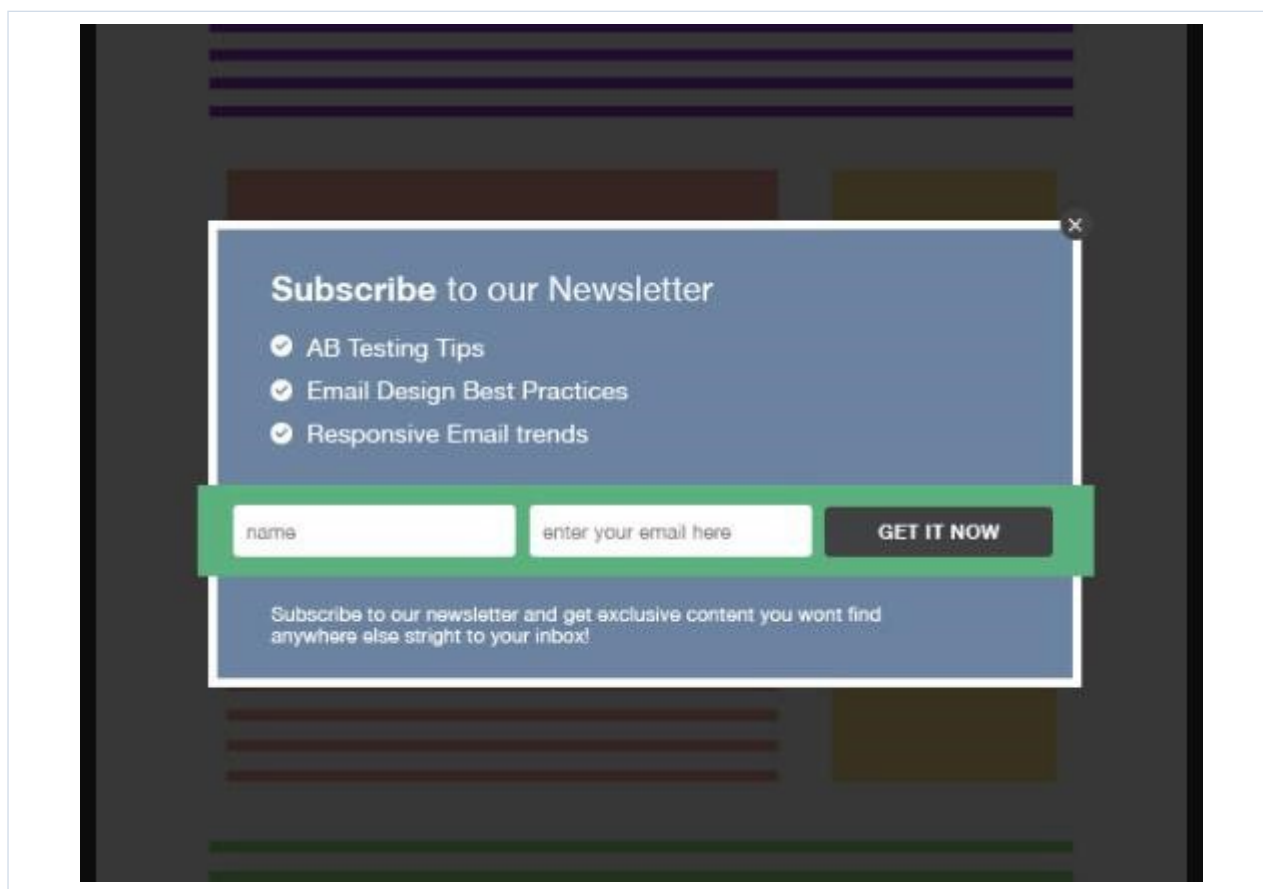 Subscribe to our Newsletter
AB Testing Tips
Email Design Best Practices
Responsive Email trends
name
enter your email here
GET IT NOW
Subscribe to our newsletter and get exclusive content you wont find
anywhere else stright to your inbox!